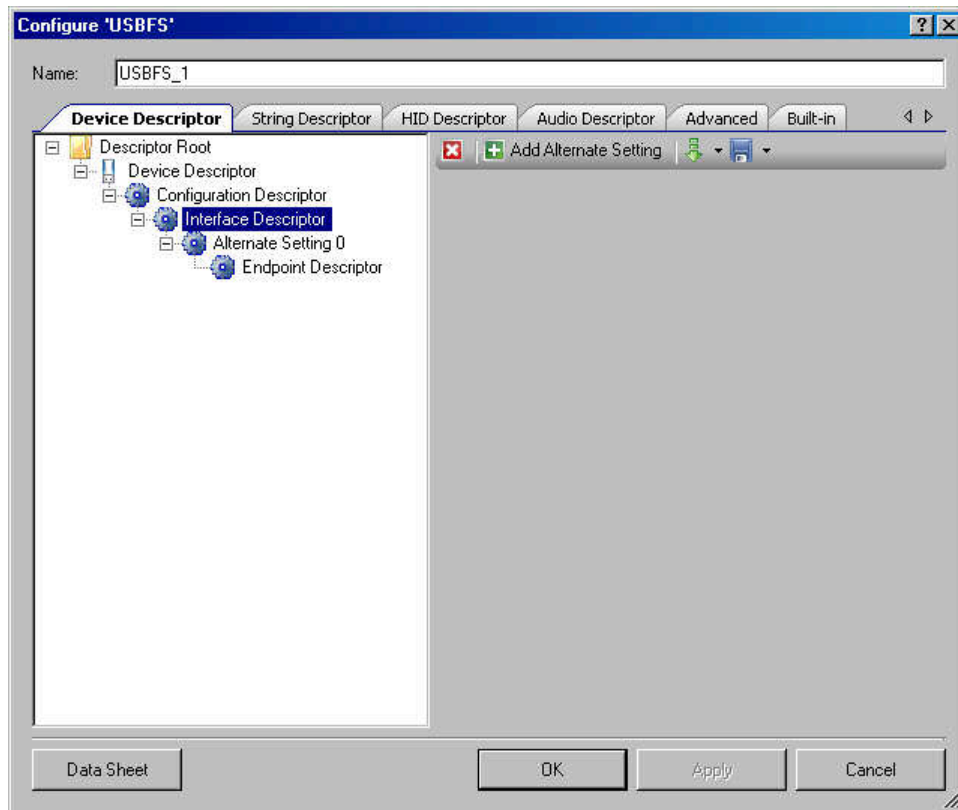 Configure 'USBFS'
Name: USBFS_1
Device Descriptor String Descriptor HID Descriptor Audio Descriptor Advanced Built-in
Descriptor Root
Add Alternate Setting
Device Descriptor
Configuration Descriptor
Interface Descriptor
Alternate Setting 0
Endpoint Descriptor
Data Sheet OK Apply Cancel